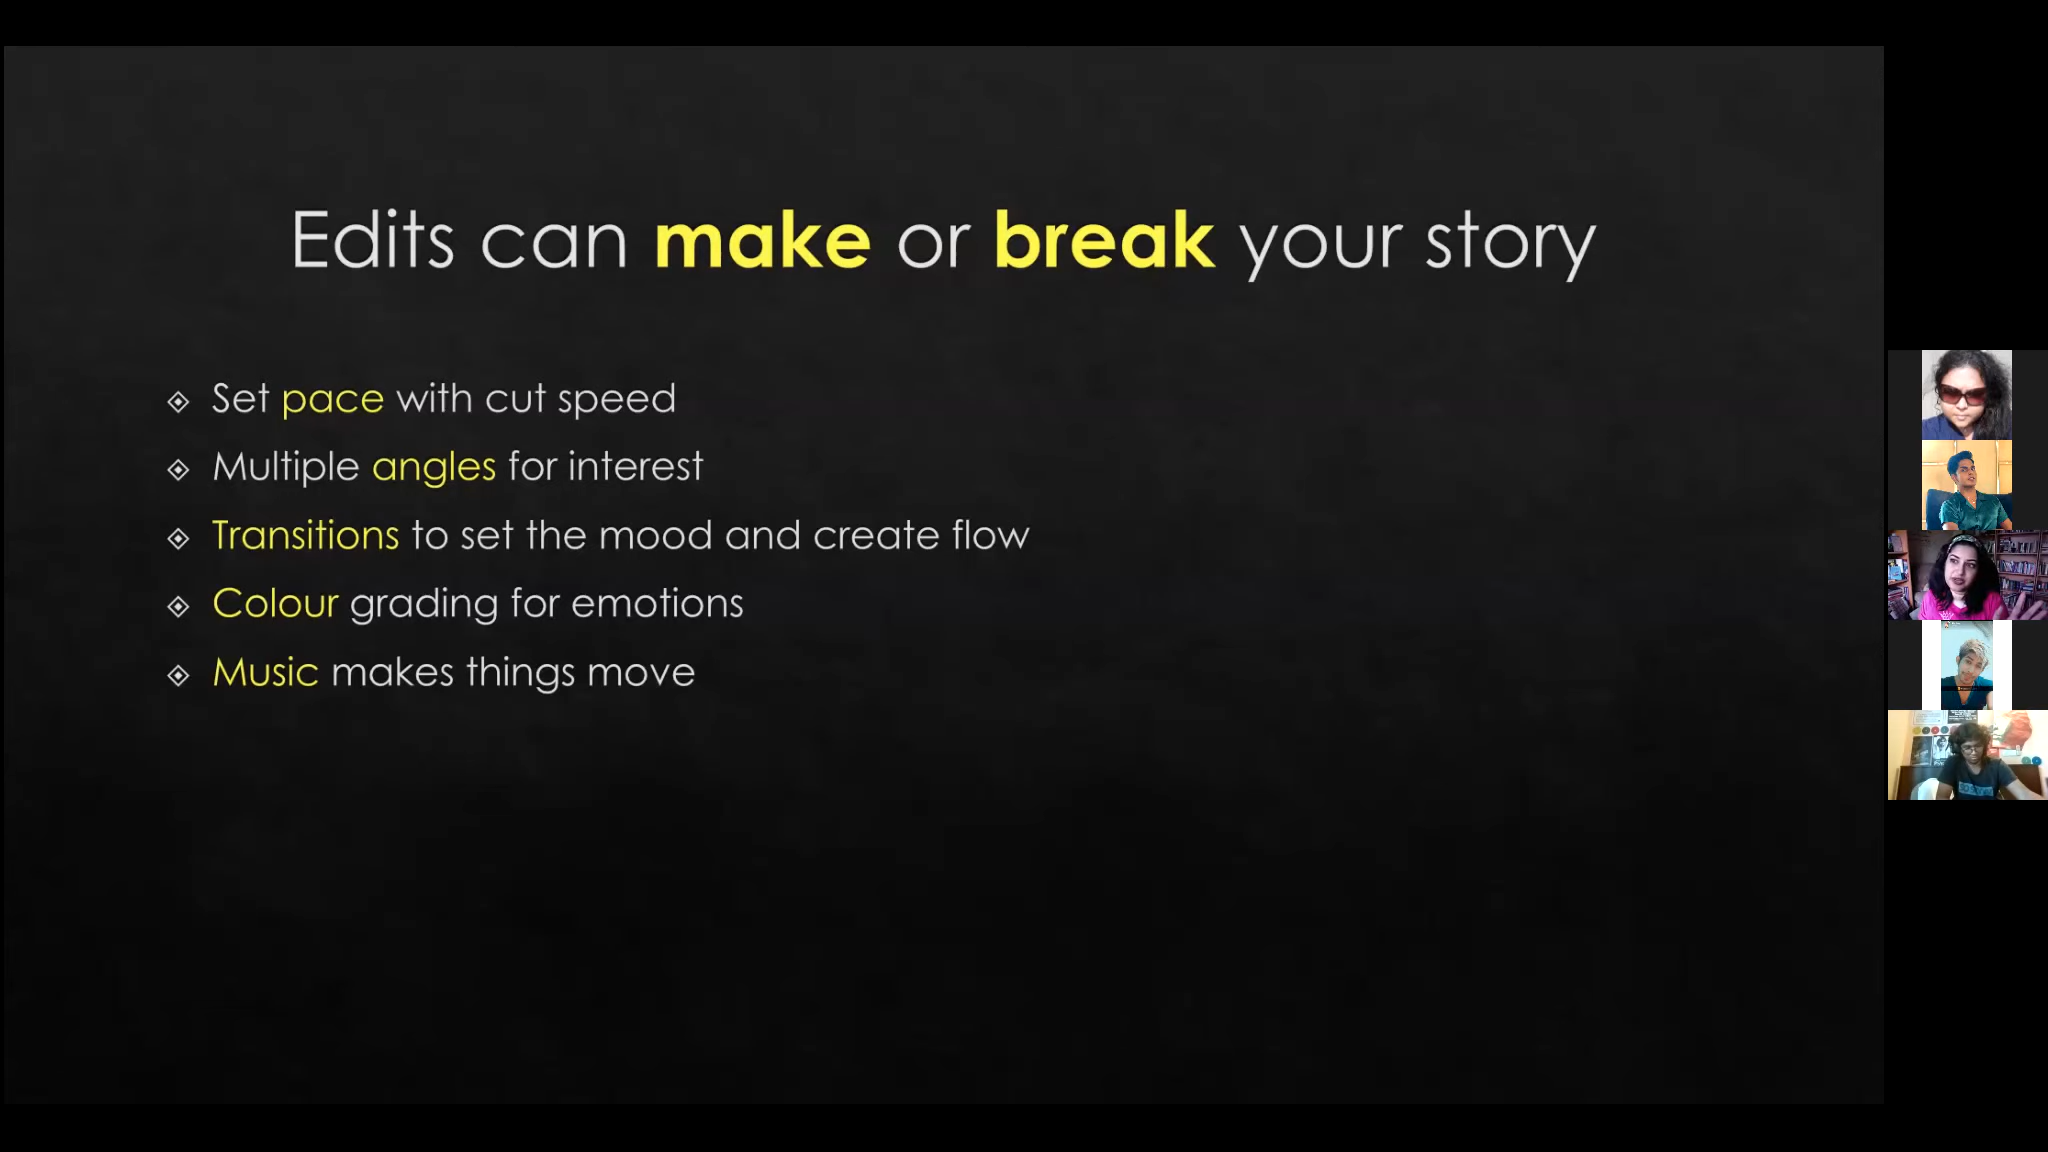 Edits can make or break your story
Set pace with cut speed
Multiple angles for interest
Transitions to set the mood and create flow
Colour grading for emotions
Music makes things move